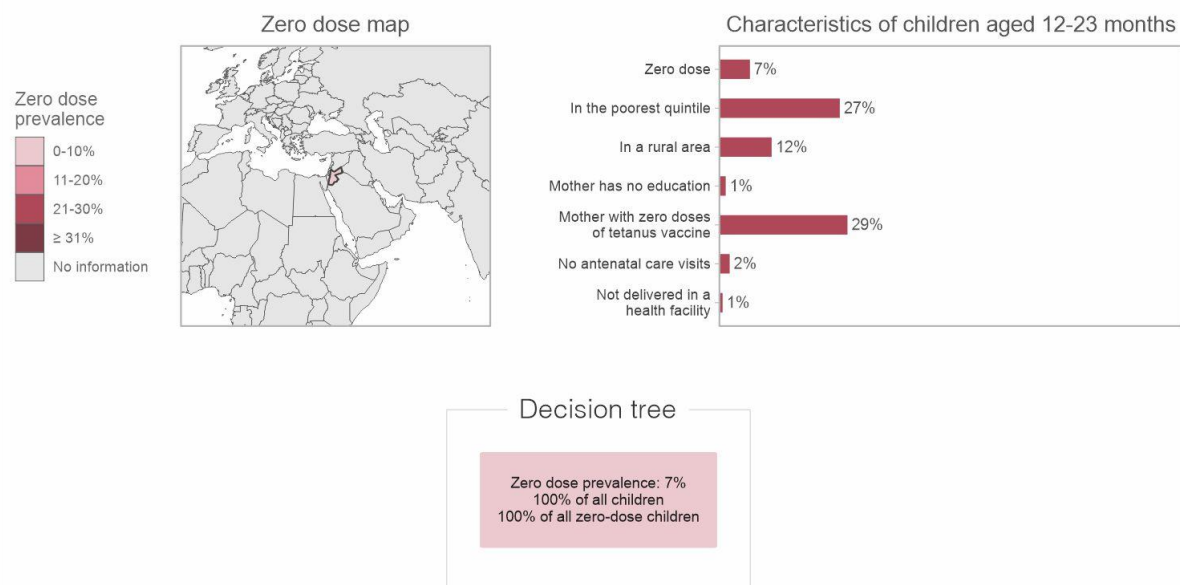 Zero dose map
Zero dose
prevalence
0-10%
11-20%
21-30%
≥ 31%
No information
Characteristics of children aged 12-23 months
Zero dose
7%
In the poorest quintile
27%
In a rural area
12%
Mother has no education
1%
Mother with zero doses
of tetanus vaccine
29%
No antenatal care visits
2%
Not delivered in a
health facility
1%
Decision tree
Zero dose prevalence: 7%
100% of all children
100% of all zero-dose children